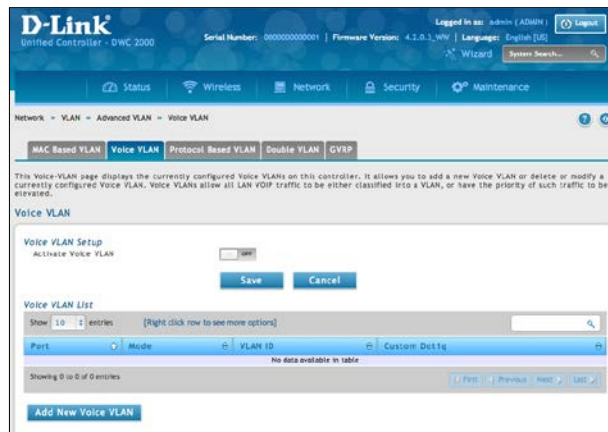 D-Link
Logged in as: admin ( ADMIN )
Logout
Unified Controller - DWC 2000
Serial Number: 0000000000001 | Firmware Version: 4.2.0.3_WW | Language: English [US]
Wizard
System Search...
Status
Wireless
Network
Security
Maintenance
Network » VLAN » Advanced VLAN » Voice VLAN
MAC Based VLAN
Voice VLAN
Protocol Based VLAN
Double VLAN
GVRP
This Voice-VLAN page displays the currently configured Voice VLANs on this controller. It allows you to add a new Voice VLAN or delete or modify a
currently configured Voice VLAN. Voice VLANs allow all LAN VOIP traffic to be either classified into a VLAN, or have the priority of such traffic to be
elevated.
Voice VLAN
Voice VLAN Setup
Activate Voice VLAN
OFF
Save
Cancel
Voice VLAN List
Show 10 entries
[Right click row to see more options]
Port
Mode
VLAN ID
Custom Dot1q
No data available in table
Showing 0 to 0 of 0 entries
First
Previous
Next
Last
Add New Voice VLAN